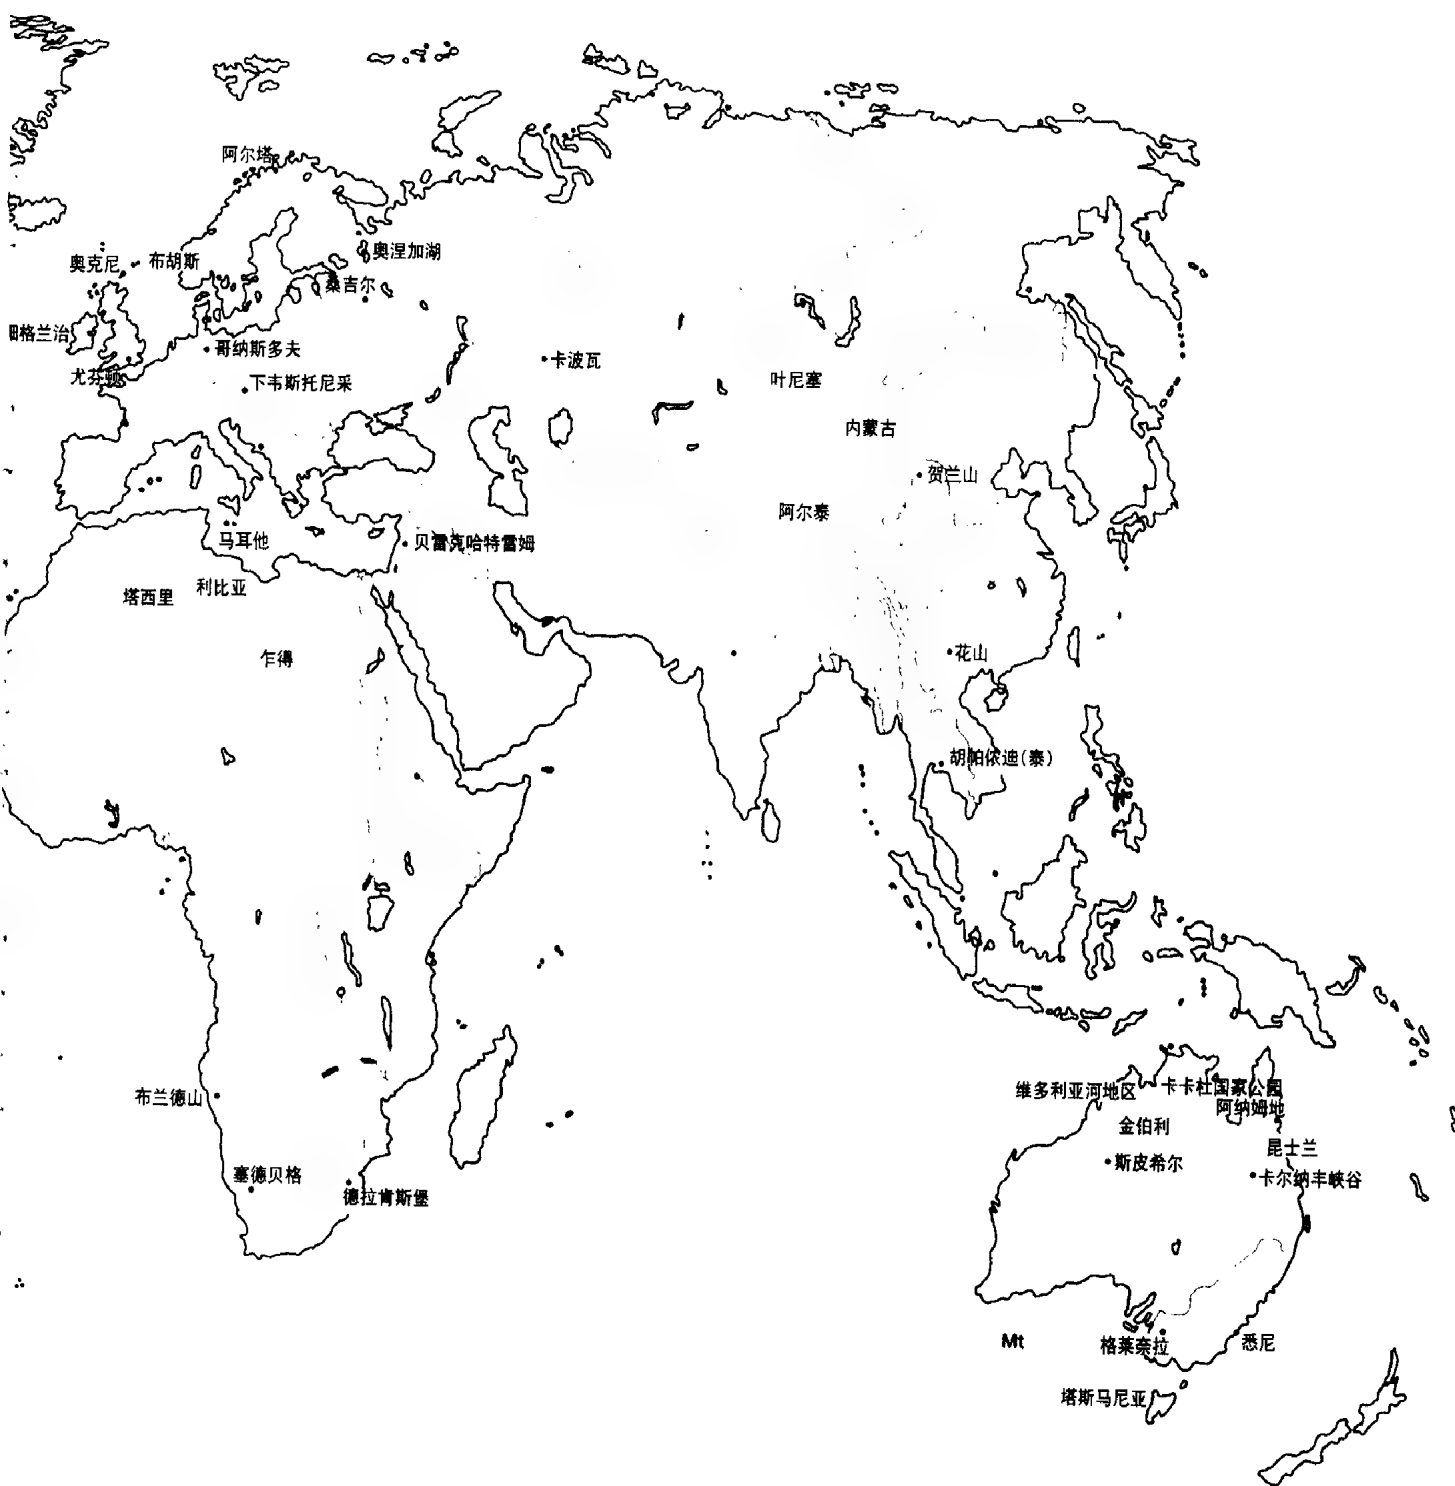 阿尔塔
奥涅加湖
奥克尼
布胡斯
桑吉尔
格兰治
哥纳斯多夫
卡波瓦
尤芬顿
下韦斯托尼采
叶尼塞
内蒙古
贺兰山
阿尔泰
马耳他
贝雷克哈特雷姆
利比亚
塔西里
乍得
花山
胡帕侬迪(泰)
维多利亚河地区
卡卡杜国家公园
布兰德山
阿纳姆地
金伯利
昆士兰
斯皮希尔
塞德贝格
卡尔纳丰峡谷
德拉肯斯堡
Mt
格莱奈拉
悉尼
塔斯马尼亚